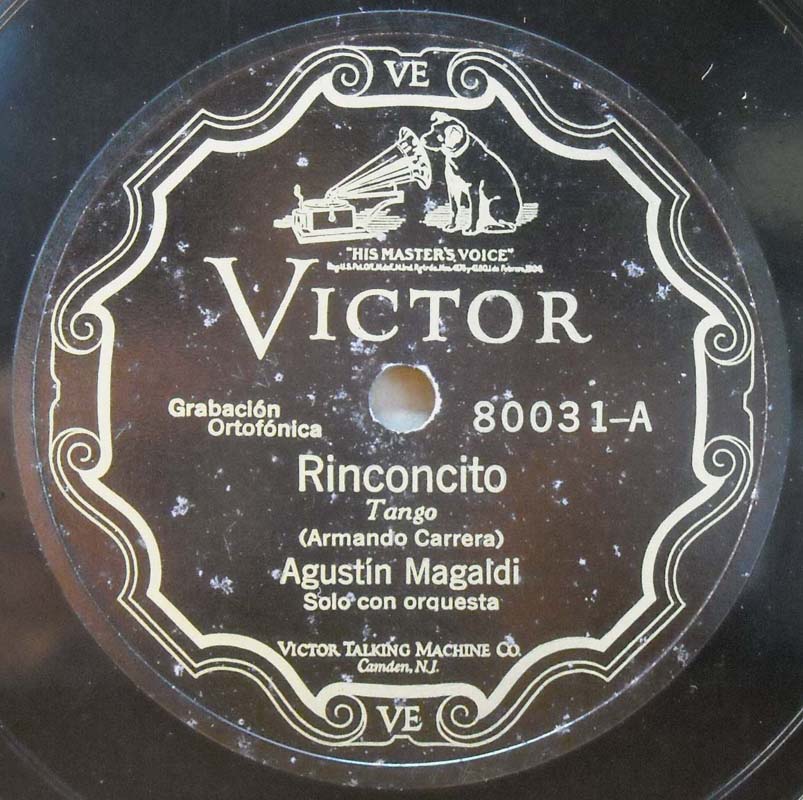 VE
"HIS MASTER'S VOICE"
VICTOR
Grabación
Ortofónica
80031-A
Rinconcito
Tango
(Armando Carrera)
Agustín Magaldi
Solo con orquesta
VICTOR TALKING MACHINE CO.
Camden, N.J.
VE